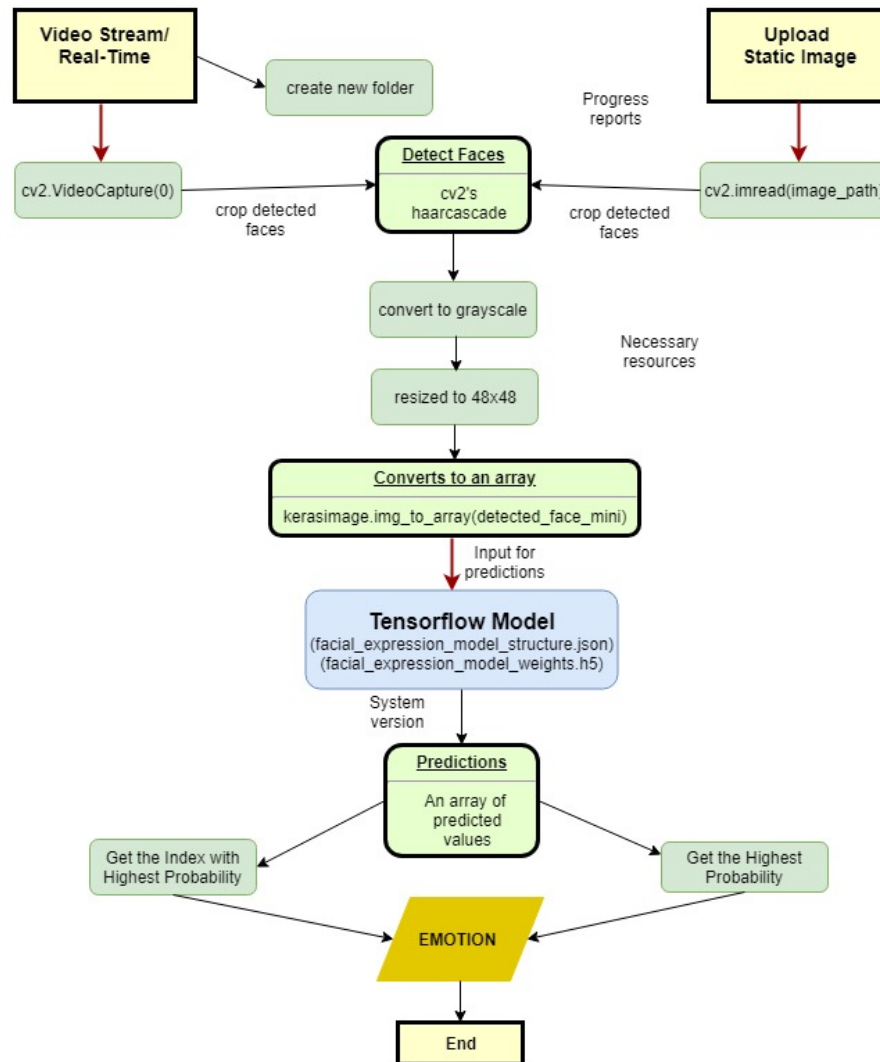 Video Stream/
Real-Time
Upload
Static Image
create new folder
Progress
reports
Detect Faces
cv2's
haarcascade
cv2.VideoCapture(0)
cv2.imread(image_path)
crop detected
faces
crop detected
faces
convert to grayscale
Necessary
resources
resized to 48x48
Converts to an array
kerasimage.img_to_array(detected_face_mini)
Input for
predictions
Tensorflow Model
(facial_expression_model_structure.json)
(facial_expression_model_weights.h5)
System
version
Predictions
An array of
predicted
values
Get the Index with
Highest Probability
Get the Highest
Probability
EMOTION
End